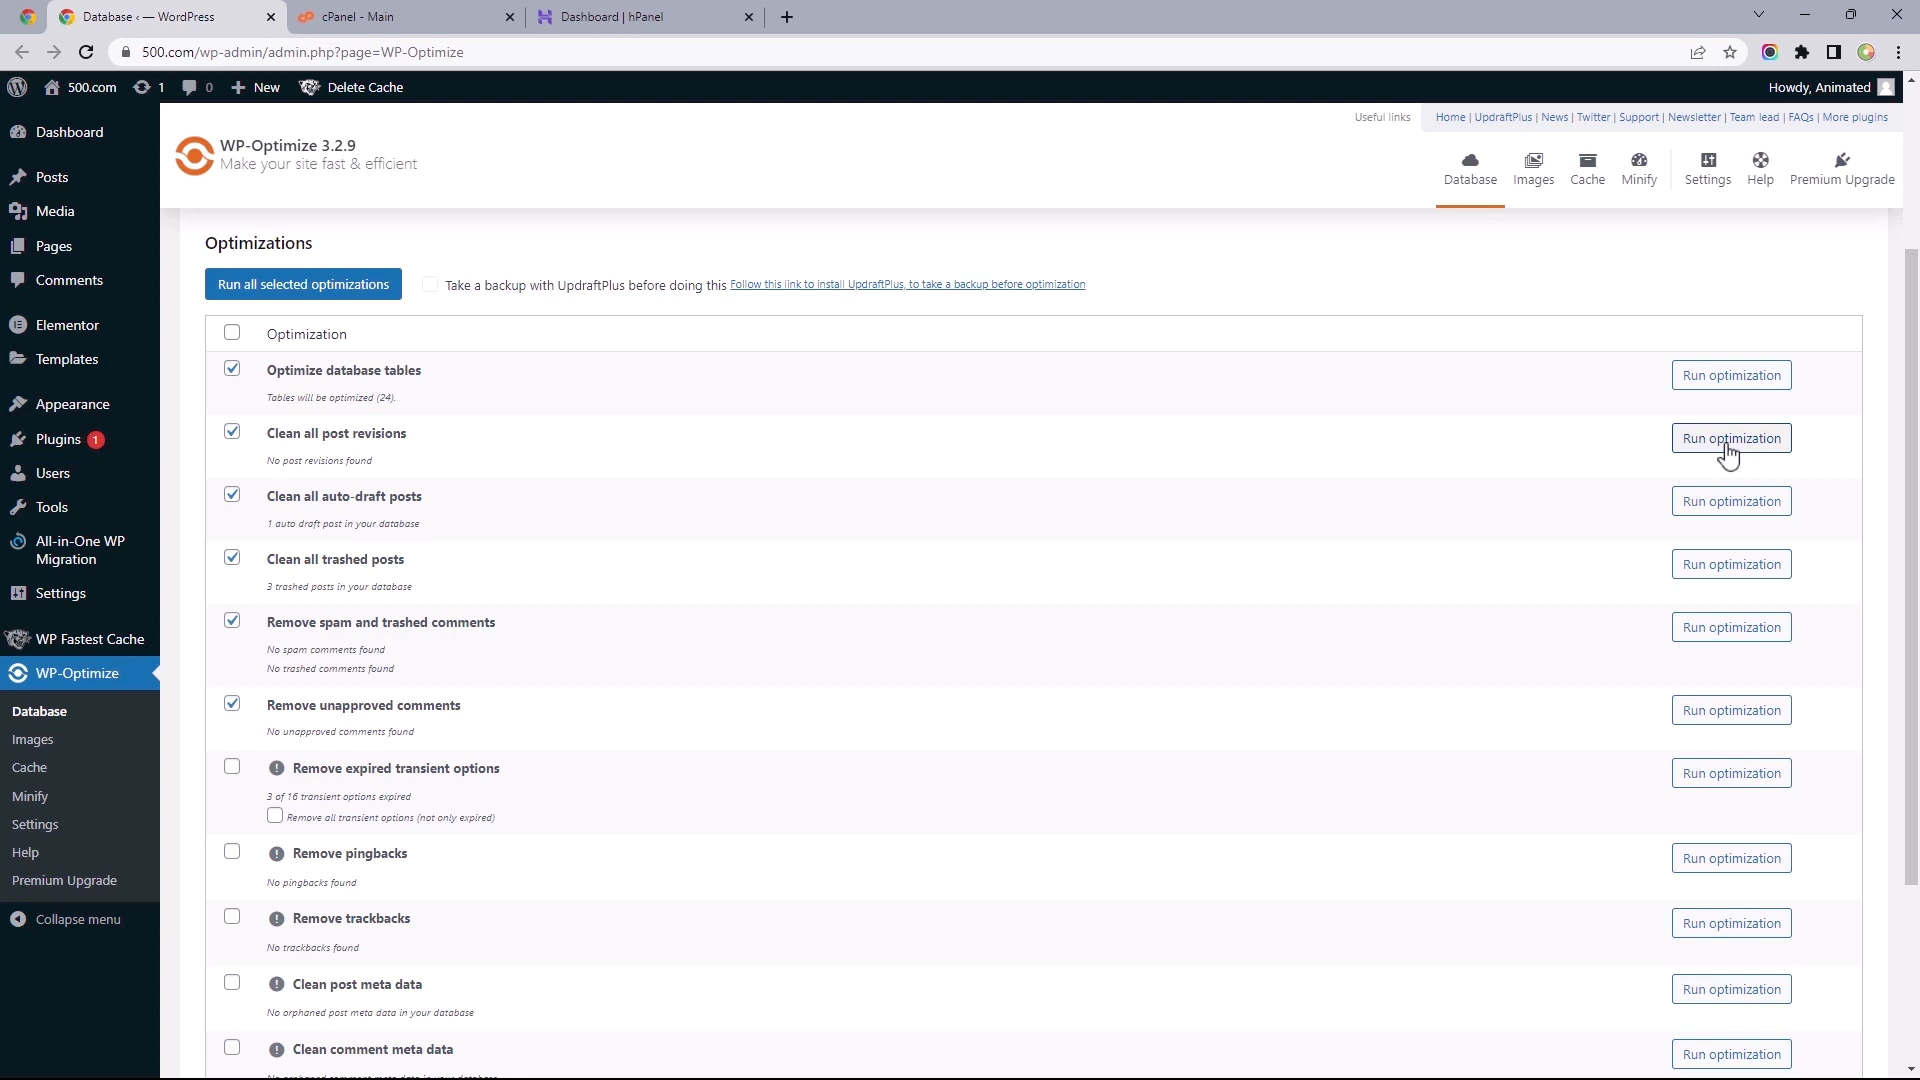 Database ‹ — WordPress
cPanel - Main
Dashboard | hPanel
500.com/wp-admin/admin.php?page=WP-Optimize
500.com
1
0
New
Delete Cache
Howdy, Animated
Dashboard
Posts
Media
Pages
Comments
Elementor
Templates
Appearance
Plugins 1
Users
Tools
All-in-One WP
Migration
Settings
WP Fastest Cache
WP-Optimize
Database
Images
Cache
Minify
Settings
Help
Premium Upgrade
Collapse menu
WP-Optimize 3.2.9
Make your site fast & efficient
Useful links
Home | UpdraftPlus | News | Twitter | Support | Newsletter | Team lead | FAQs | More plugins
Database
Images
Cache
Minify
Settings
Help
Premium Upgrade
Optimizations
Run all selected optimizations
Take a backup with UpdraftPlus before doing this Follow this link to install UpdraftPlus, to take a backup before optimization
Optimization
Optimize database tables
Tables will be optimized (24).
Run optimization
Clean all post revisions
No post revisions found
Run optimization
Clean all auto-draft posts
1 auto draft post in your database
Run optimization
Clean all trashed posts
3 trashed posts in your database
Run optimization
Remove spam and trashed comments
No spam comments found
No trashed comments found
Run optimization
Remove unapproved comments
No unapproved comments found
Run optimization
Remove expired transient options
3 of 16 transient options expired
Remove all transient options (not only expired)
Run optimization
Remove pingbacks
No pingbacks found
Run optimization
Remove trackbacks
No trackbacks found
Run optimization
Clean post meta data
No orphaned post meta data in your database
Run optimization
Clean comment meta data
No orphaned comment meta data in your database
Run optimization